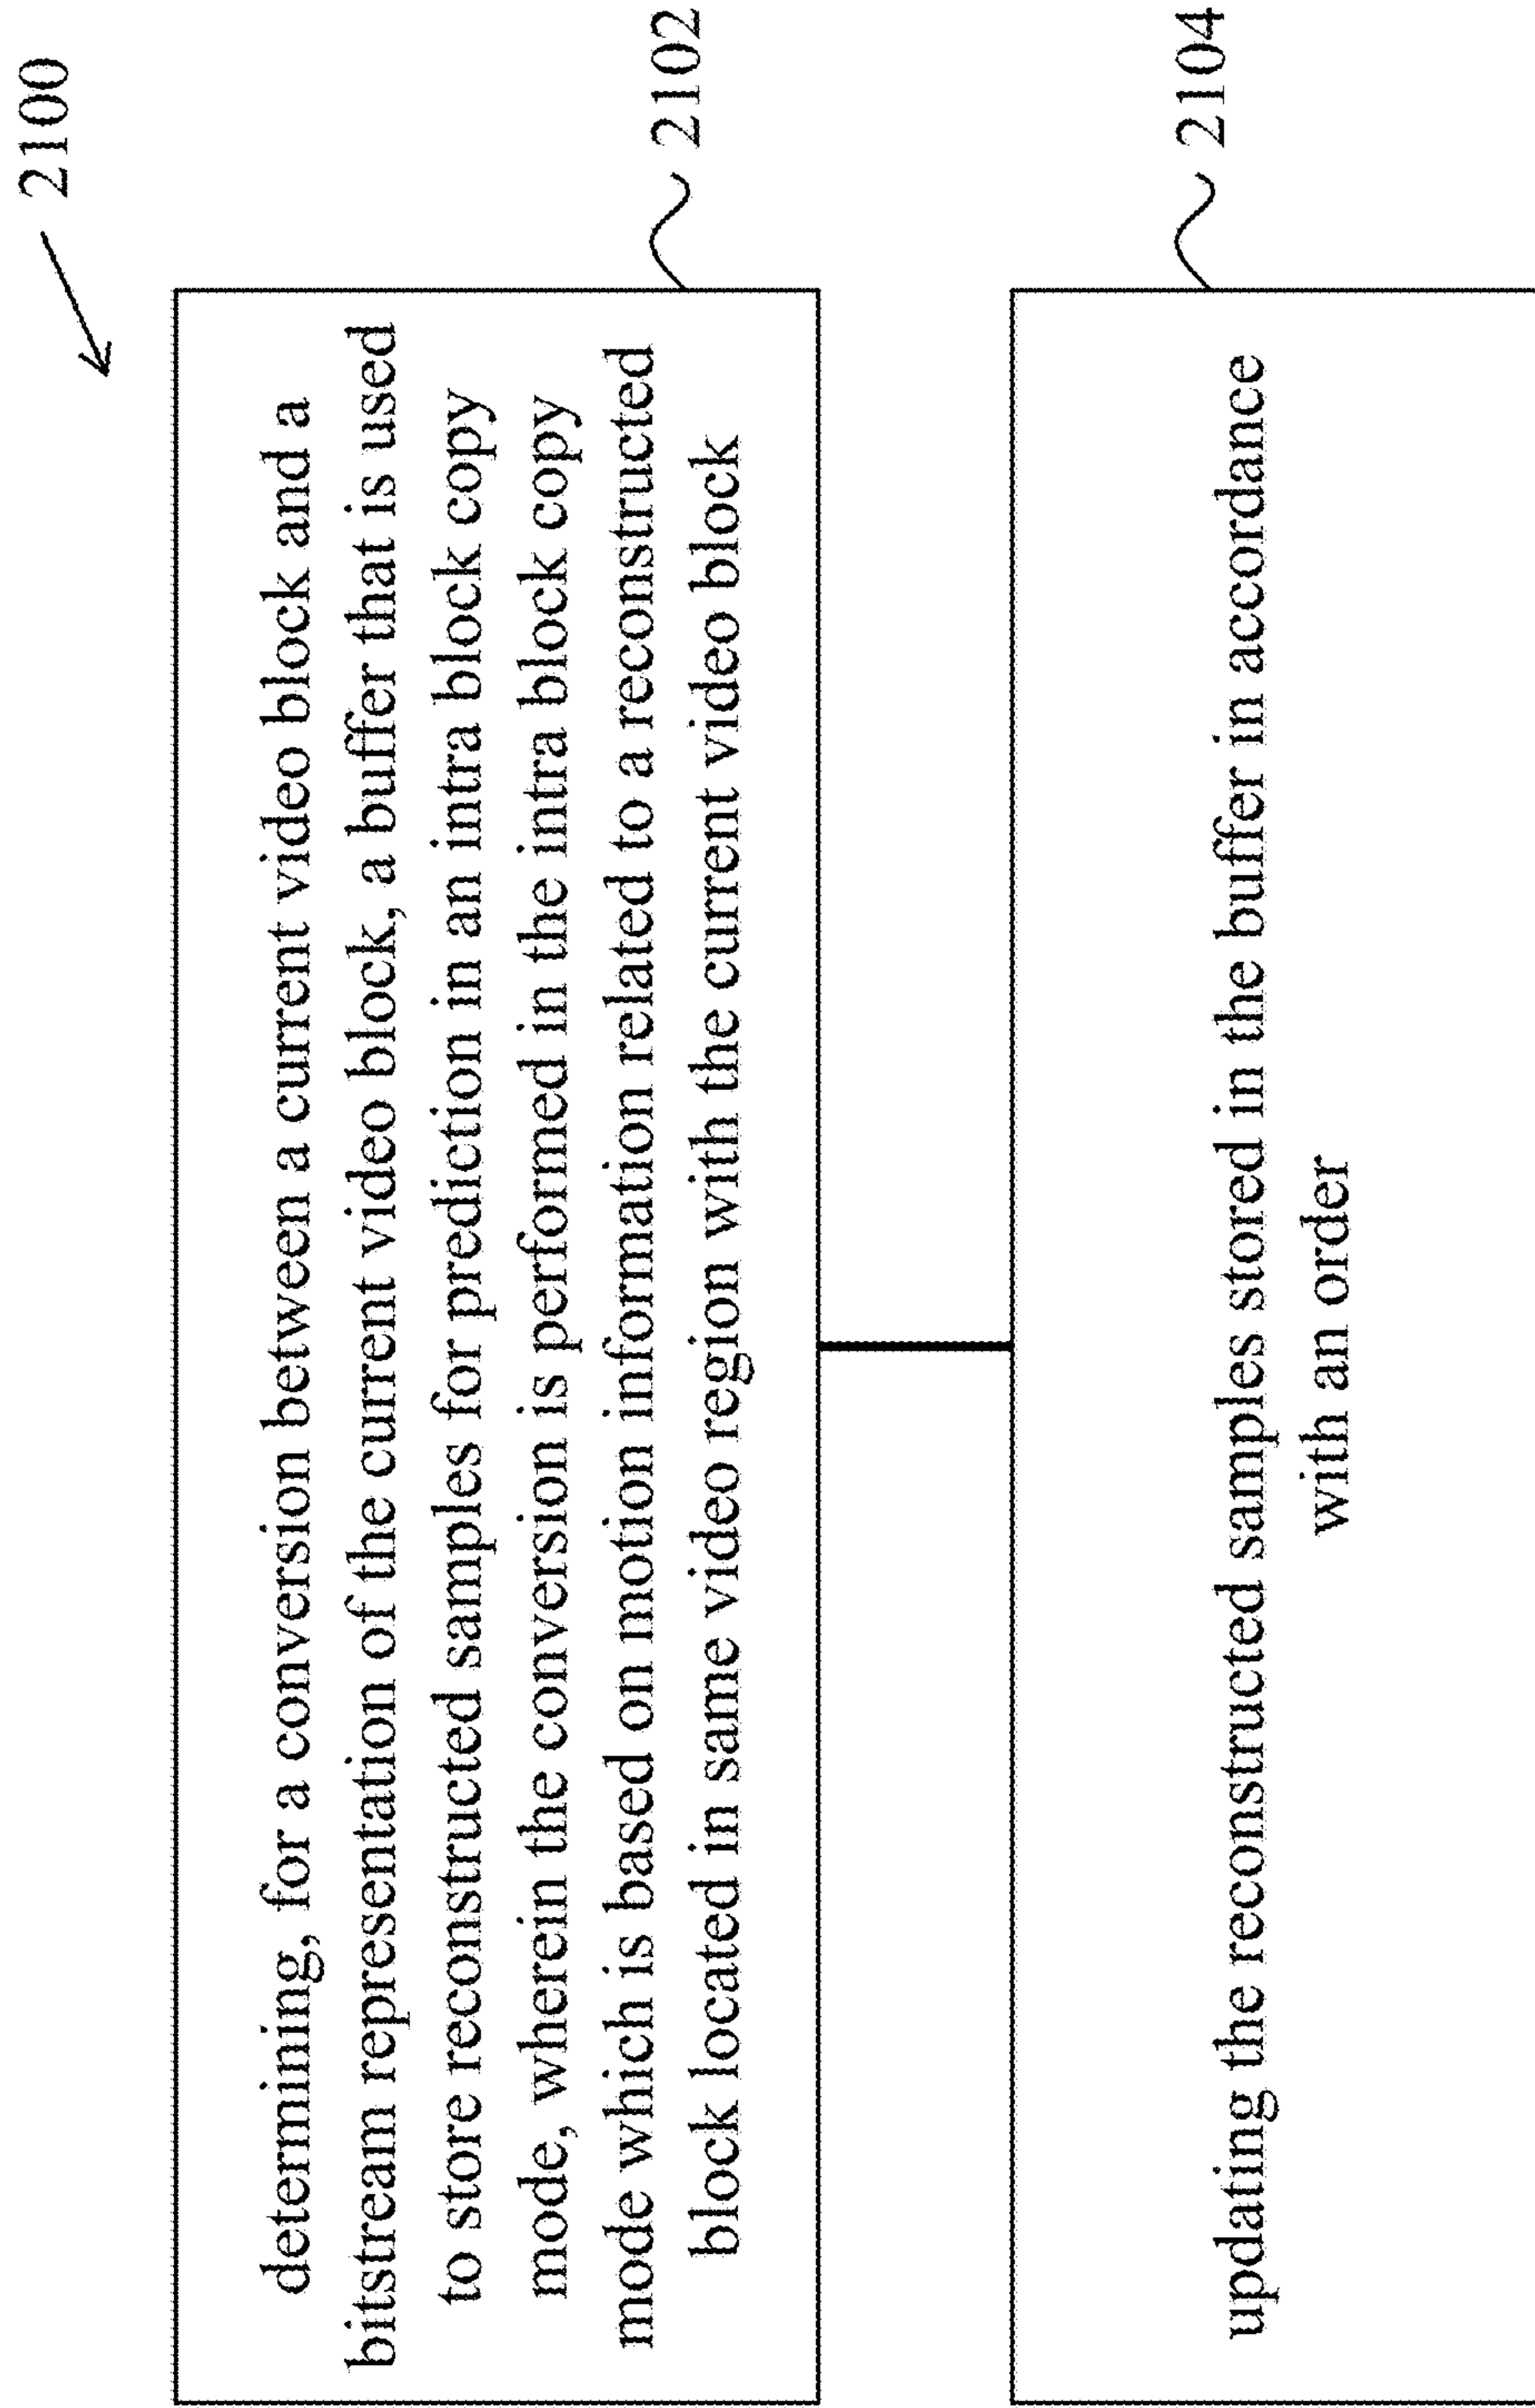 2100
determining, for a conversion between a current video block and a
bitstream representation of the current video block, a buffer that is used
to store reconstructed samples for prediction in an intra block copy
mode, wherein the conversion is performed in the intra block copy
mode which is based on motion information related to a reconstructed
block located in same video region with the current video block
2102
updating the reconstructed samples stored in the buffer in accordance
with an order
2104